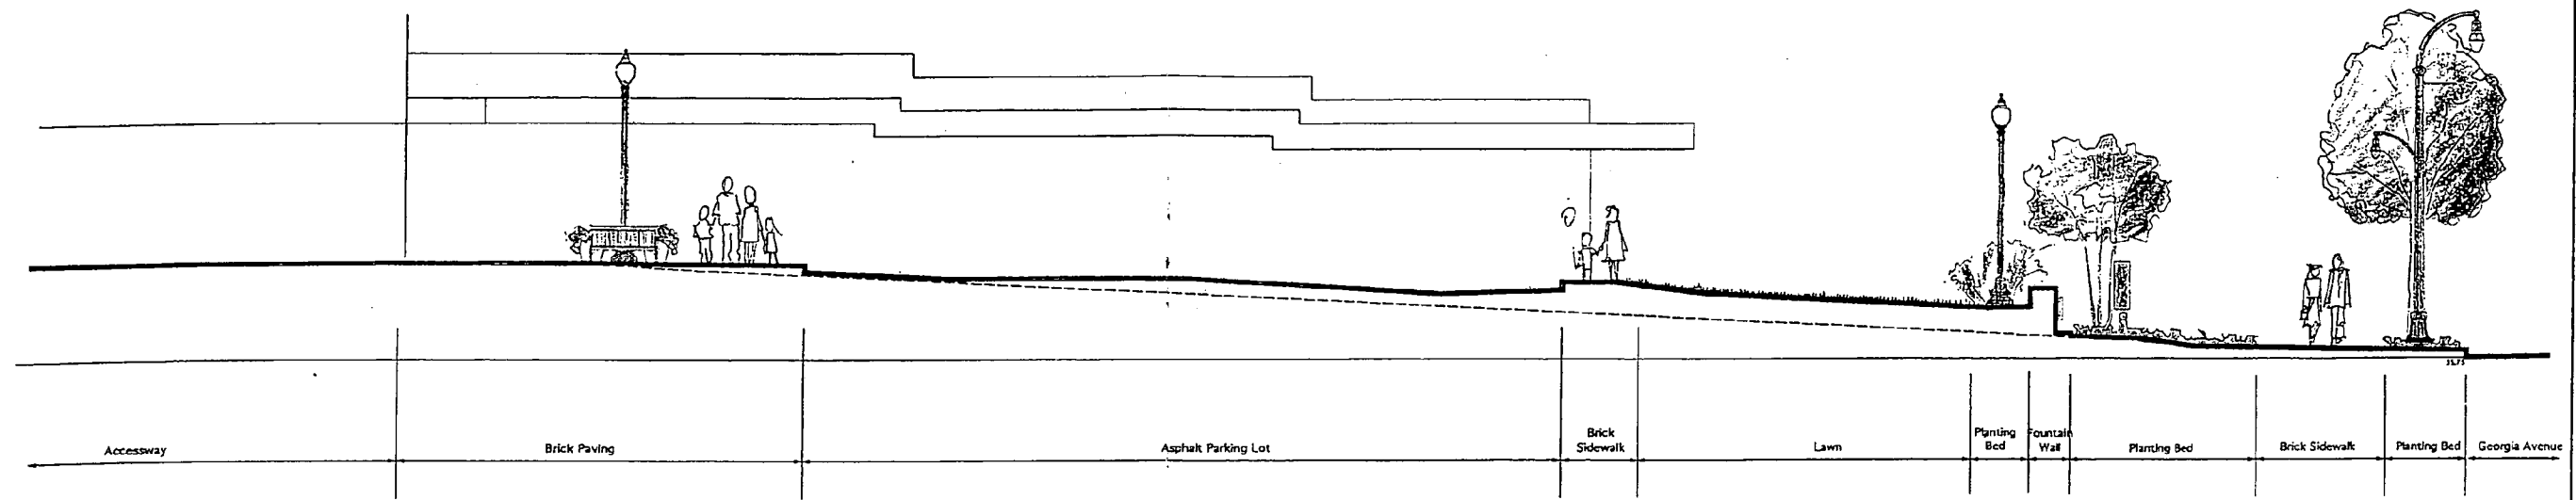 Accessway
Brick Paving
Asphalt Parking Lot
Brick
Sidewalk
Lawn
Planting
Bed
Fountain
Wall
Planting Bed
Brick Sidewalk
Planting Bed
Georgia Avenue